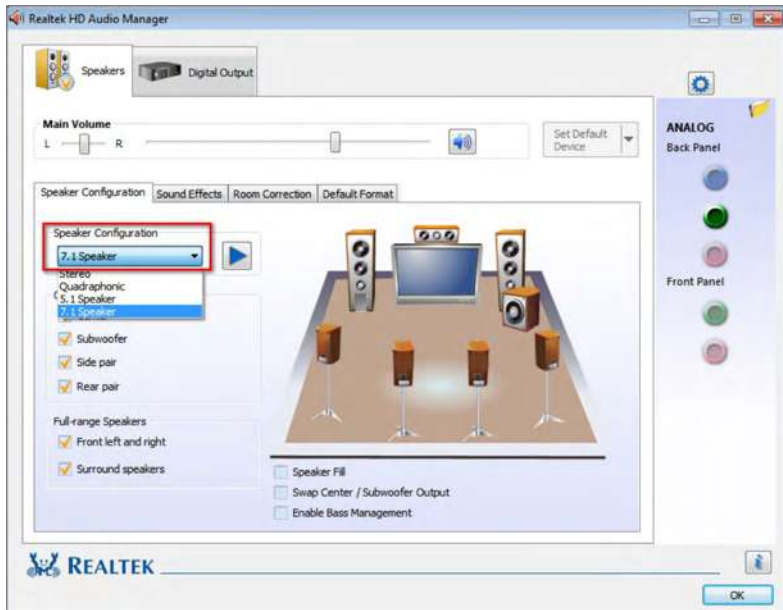 Realtek HD Audio Manager
Speakers
Digital Output
Main Volume
L R
Set Default
Device
ANALOG
Back Panel
Front Panel
Speaker Configuration Sound Effects Room Correction Default Format
Speaker Configuration
7.1 Speaker
Stereo
Quadraphonic
5.1 Speaker
7.1 Speaker
Subwoofer
Side pair
Rear pair
Full-range Speakers
Front left and right
Surround speakers
Speaker Fill
Swap Center / Subwoofer Output
Enable Bass Management
REALTEK
i
OK